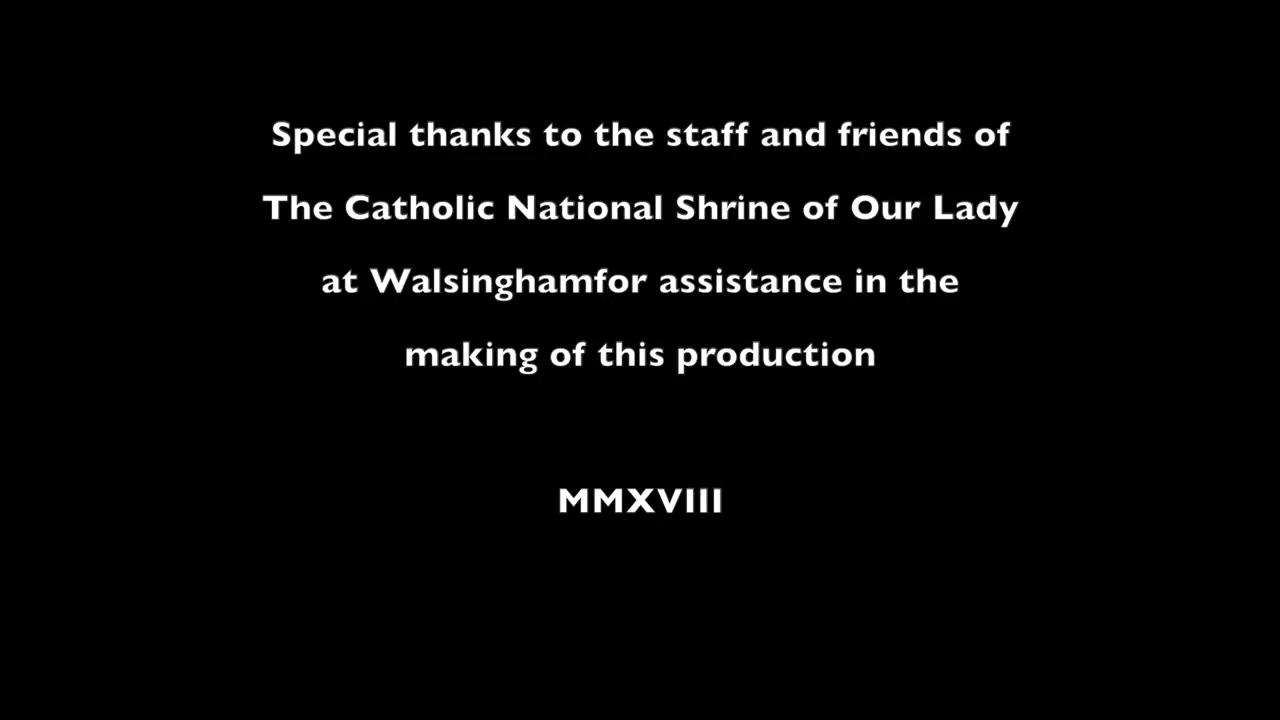 Special thanks to the staff and friends of
The Catholic National Shrine of Our Lady
at Walsinghamfor assistance in the
making of this production
MMXVIII